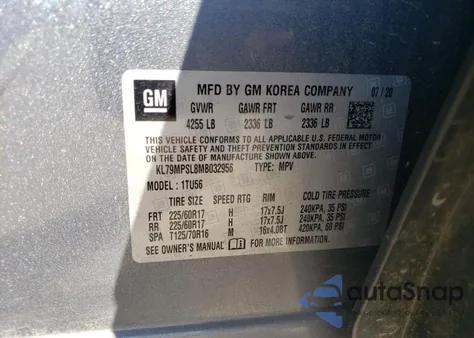 GM
MFD BY GM KOREA COMPANY 07 / 20
GVWR GAWR FRT GAWR RR
4255 LB 2336 LB 2336 LB
THIS VEHICLE CONFORMS TO ALL APPLICABLE U.S. FEDERAL MOTOR
VEHICLE SAFETY, BUMPER, AND THEFT PREVENTION STANDARDS
IN EFFECT ON THE DATE OF MANUFACTURE SHOWN ABOVE.
KL79MPSL8MB032956 TYPE: MPV
MODEL : 1TU56
TIRE SIZE SPEED RTG RIM COLD TIRE PRESSURE
FRT 225/60R17 H 17x7.5J 240KPA, 35 PSI
RR 225/60R17 H 17x7.5J 240KPA, 35 PSI
SPA T125/70R16 M 16x4.0BT 420KPA, 60 PSI
SEE OWNER'S MANUAL FOR MORE INFORMATION.
autoSnap
www.autosnap.com